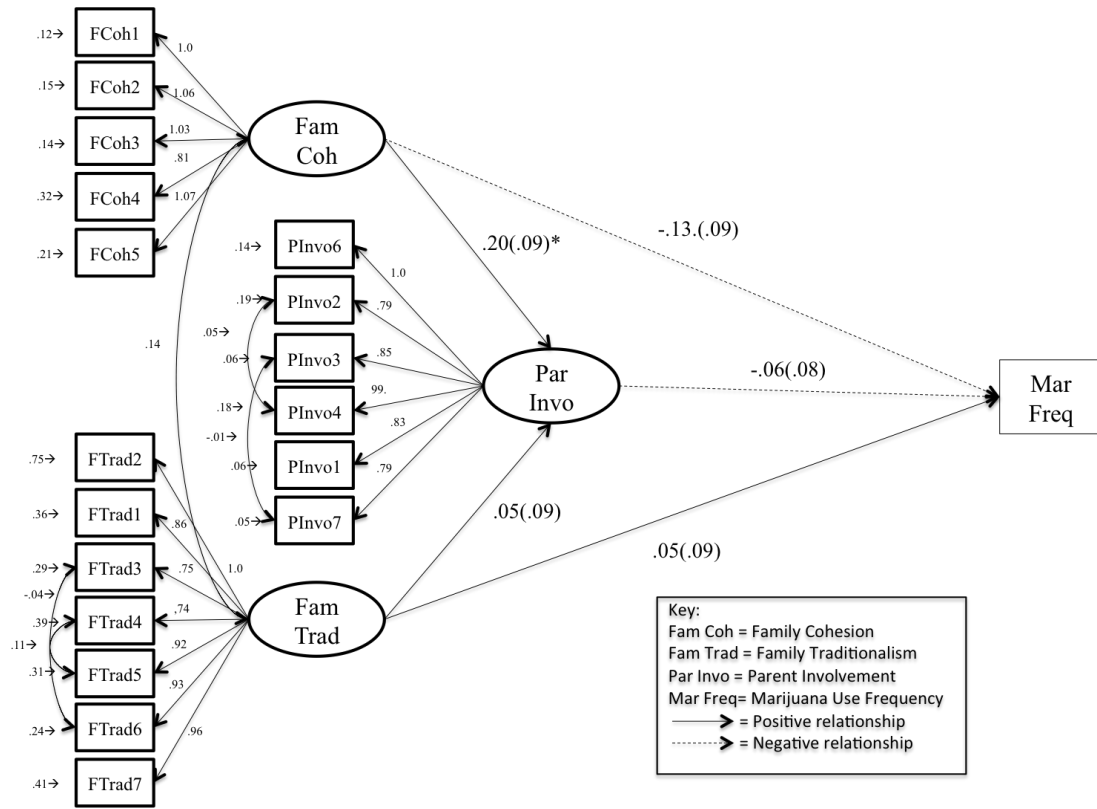 .12→ FCoh1
1.0
.15→ FCoh2
1.06
.14→ FCoh3
1.03
.81
.32→ FCoh4
1.07
.21→ FCoh5
Fam
Coh
-.13.(.09)
.20(.09)*
.14→ PInvo6
1.0
.19→ PInvo2
.79
.05→
.06→ PInvo3
.85
.14
99.
.18→ PInvo4
.83
-.01→
.06→ PInvo1
.79
.05→ PInvo7
Par
Invo
-.06(.08)
Mar
Freq
.05(.09)
.05(.09)
.75→ FTrad2
.36→ FTrad1
.86
1.0
.29→ FTrad3
.75
-.04→
.39→ FTrad4
,74
.11→
.31→ FTrad5
.92
.93
.24→ FTrad6
.96
.41→ FTrad7
Fam
Trad
Key:
Fam Coh = Family Cohesion
Fam Trad = Family Traditionalism
Par Invo = Parent Involvement
Mar Freq= Marijuana Use Frequency
= Positive relationship
= Negative relationship